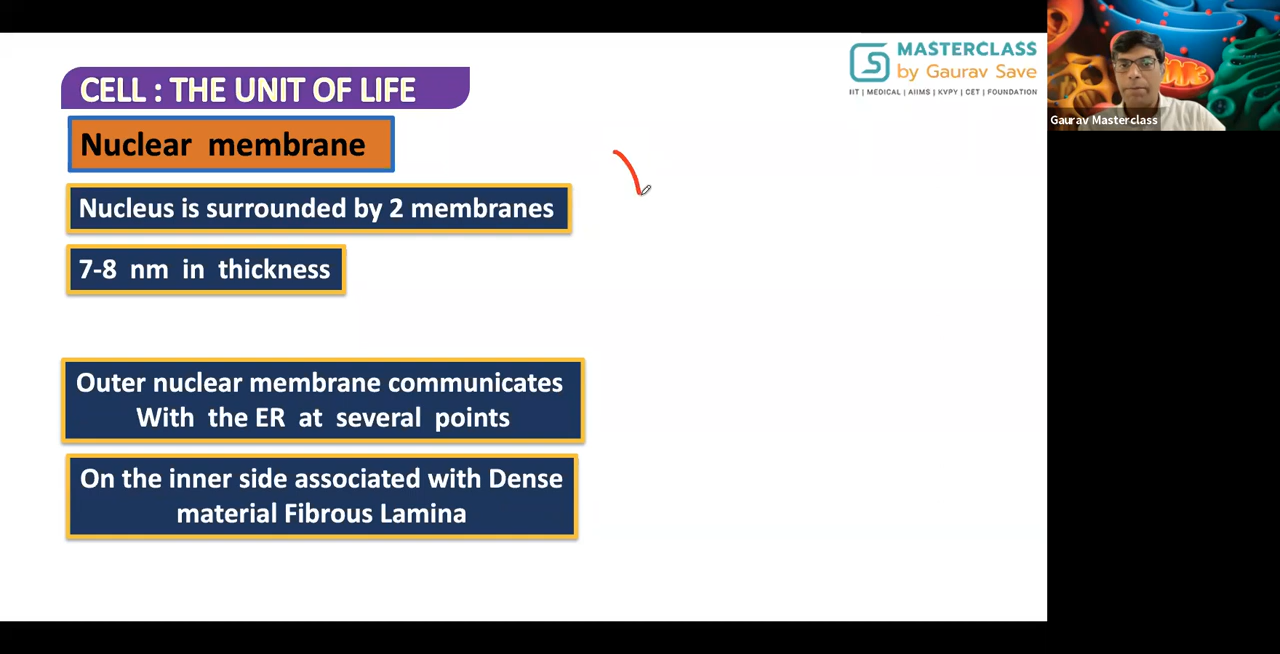 MASTERCLASS
by Gaurav Save
IIT | MEDICAL | AIIMS | KVPY | CET | FOUNDATION
Gaurav Masterclass
CELL : THE UNIT OF LIFE
Nuclear membrane
Nucleus is surrounded by 2 membranes
7-8 nm in thickness
Outer nuclear membrane communicates
With the ER at several points
On the inner side associated with Dense
material Fibrous Lamina